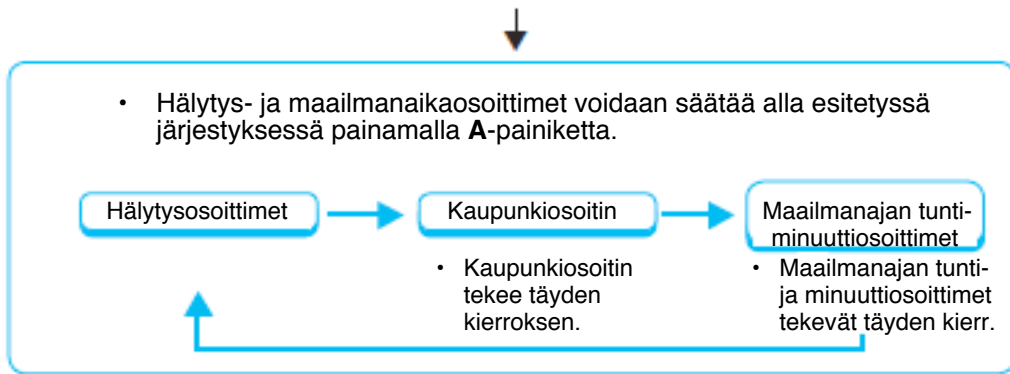 • Hälytys- ja maailmanaikaosoittimet voidaan säätää alla esitetyssä
järjestyksessä painamalla A-painiketta.
Hälytysosoittimet
Kaupunkiosoitin
Maailmanajan tunti-
minuuttiosoittimet
• Kaupunkiosoitin
tekee täyden
kierroksen.
• Maailmanajan tunti-
ja minuuttiosoittimet
tekevät täyden kierr.